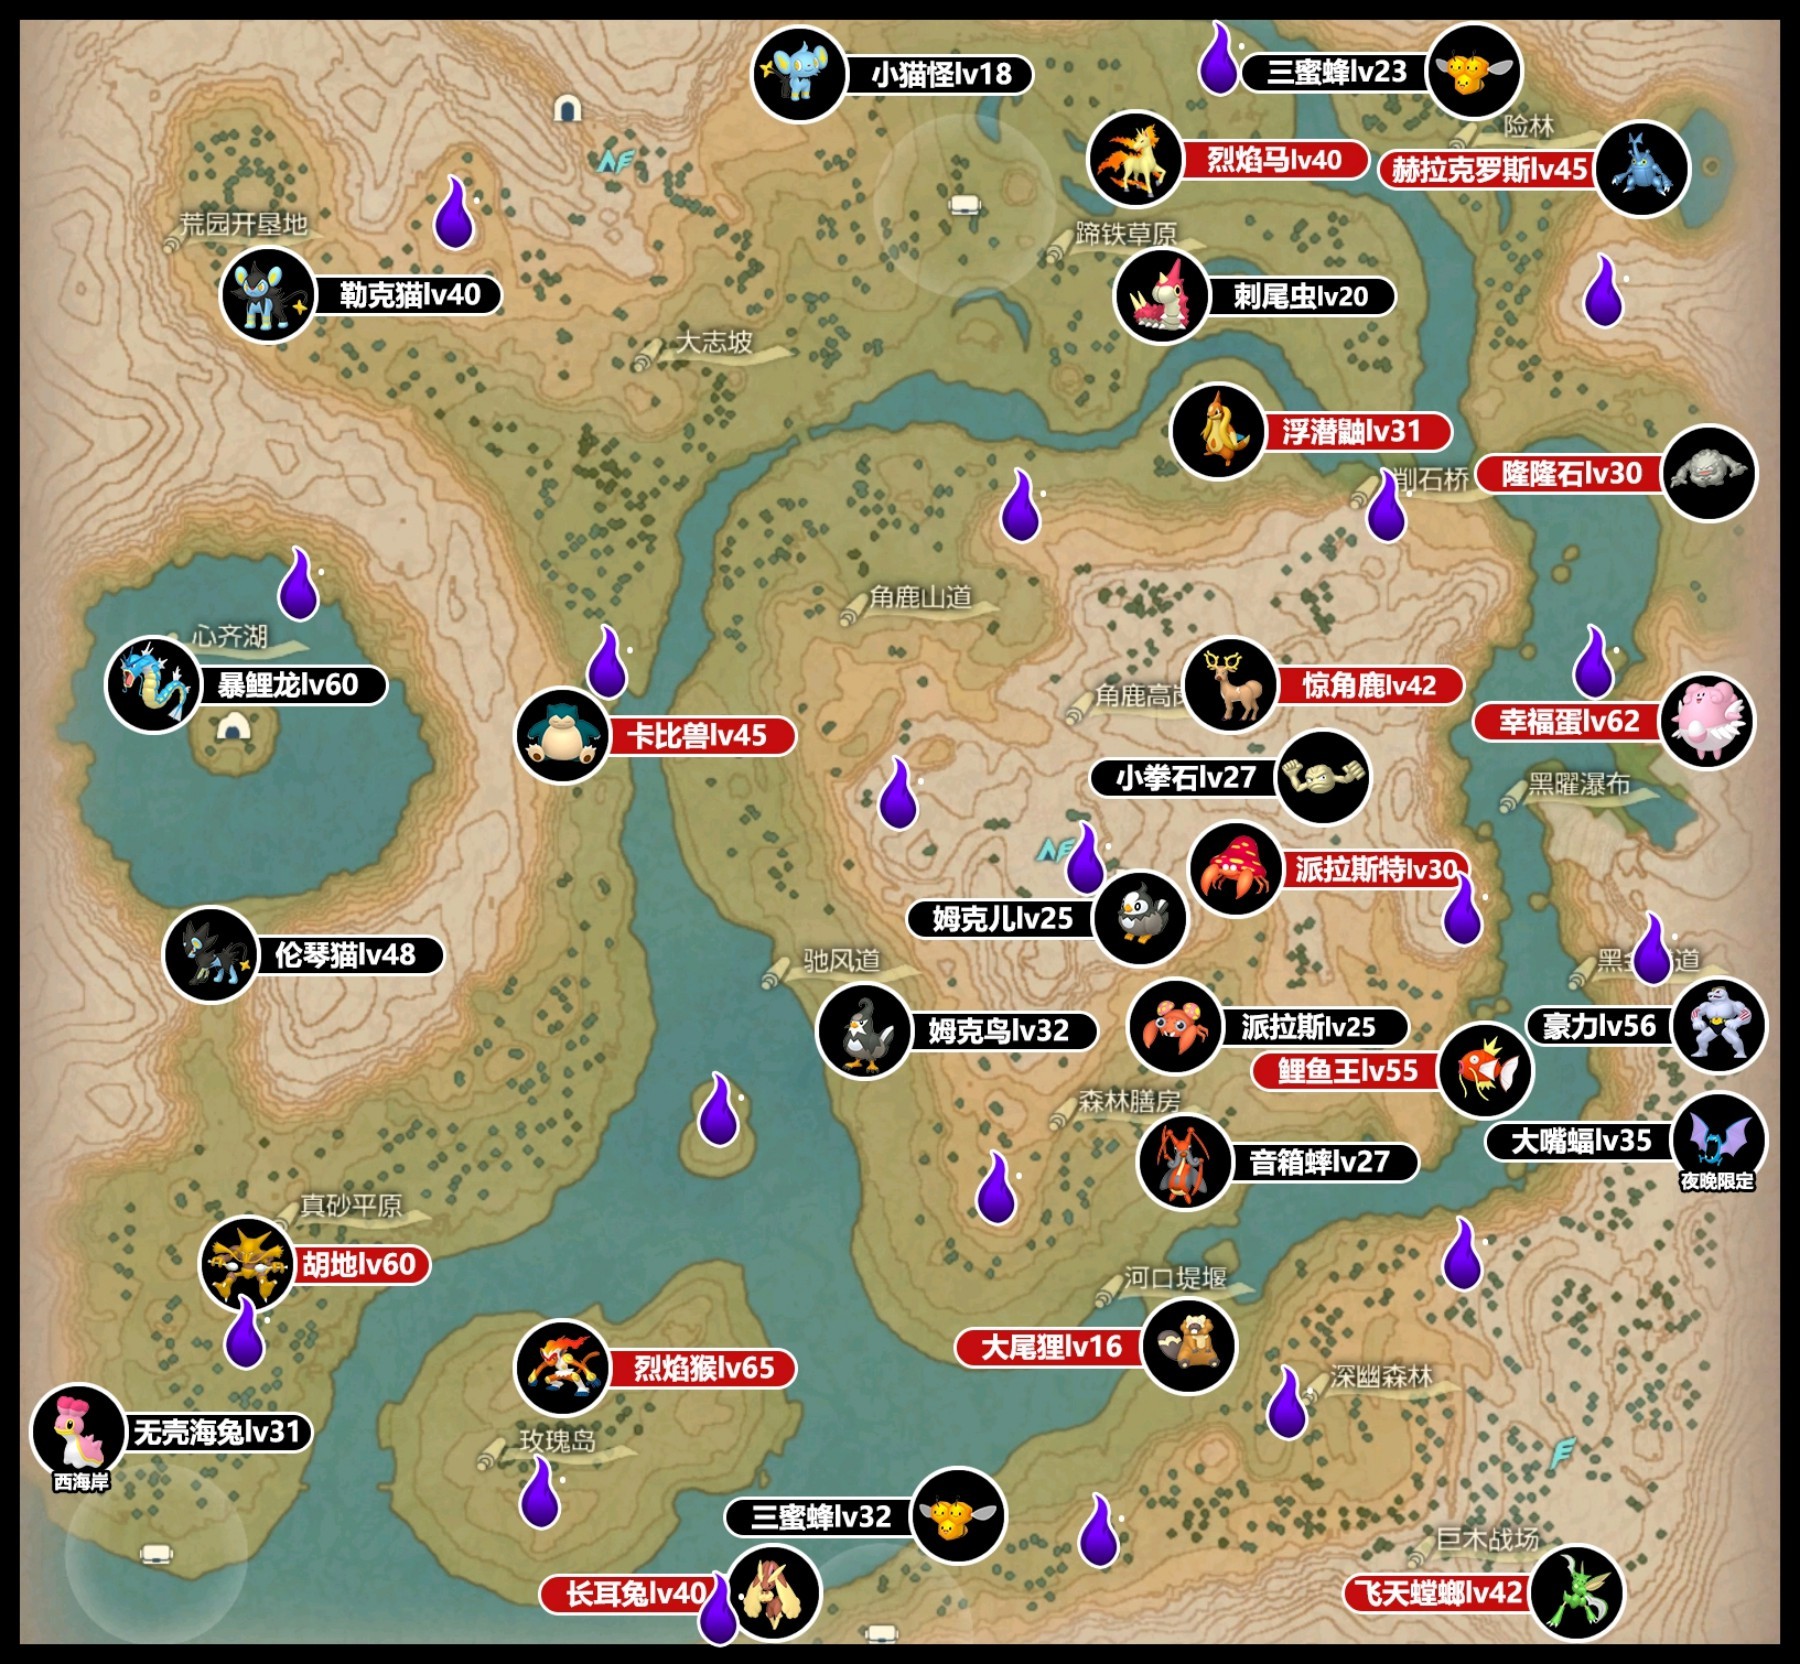 小猫怪lv18
三蜜蜂lv23
险林
烈焰马lv40
赫拉克罗斯lv45
荒园开垦地
蹄铁草原
勒克猫lv40
刺尾虫lv20
大志坡
浮潜鼬lv31
削石桥
隆隆石lv30
角鹿山道
心齐湖
暴鲤龙lv60
角鹿高
惊角鹿lv42
幸福蛋lv62
卡比兽lv45
小拳石lv27
黑曜瀑布
派拉斯特lv30
姆克儿lv25
伦琴猫lv48
驰风道
黑金
道
姆克鸟lv32
派拉斯lv25
豪力lv56
鲤鱼王lv55
森林膳房
大嘴蝠lv35
音箱蟀lv27
夜晚限定
真砂平原
胡地lv60
河口堤堰
大尾狸lv16
烈焰猴lv65
深幽森林
无壳海兔lv31
西海岸
玫瑰岛
三蜜蜂lv32
巨木战场
长耳兔lv40
飞天螳螂lv42